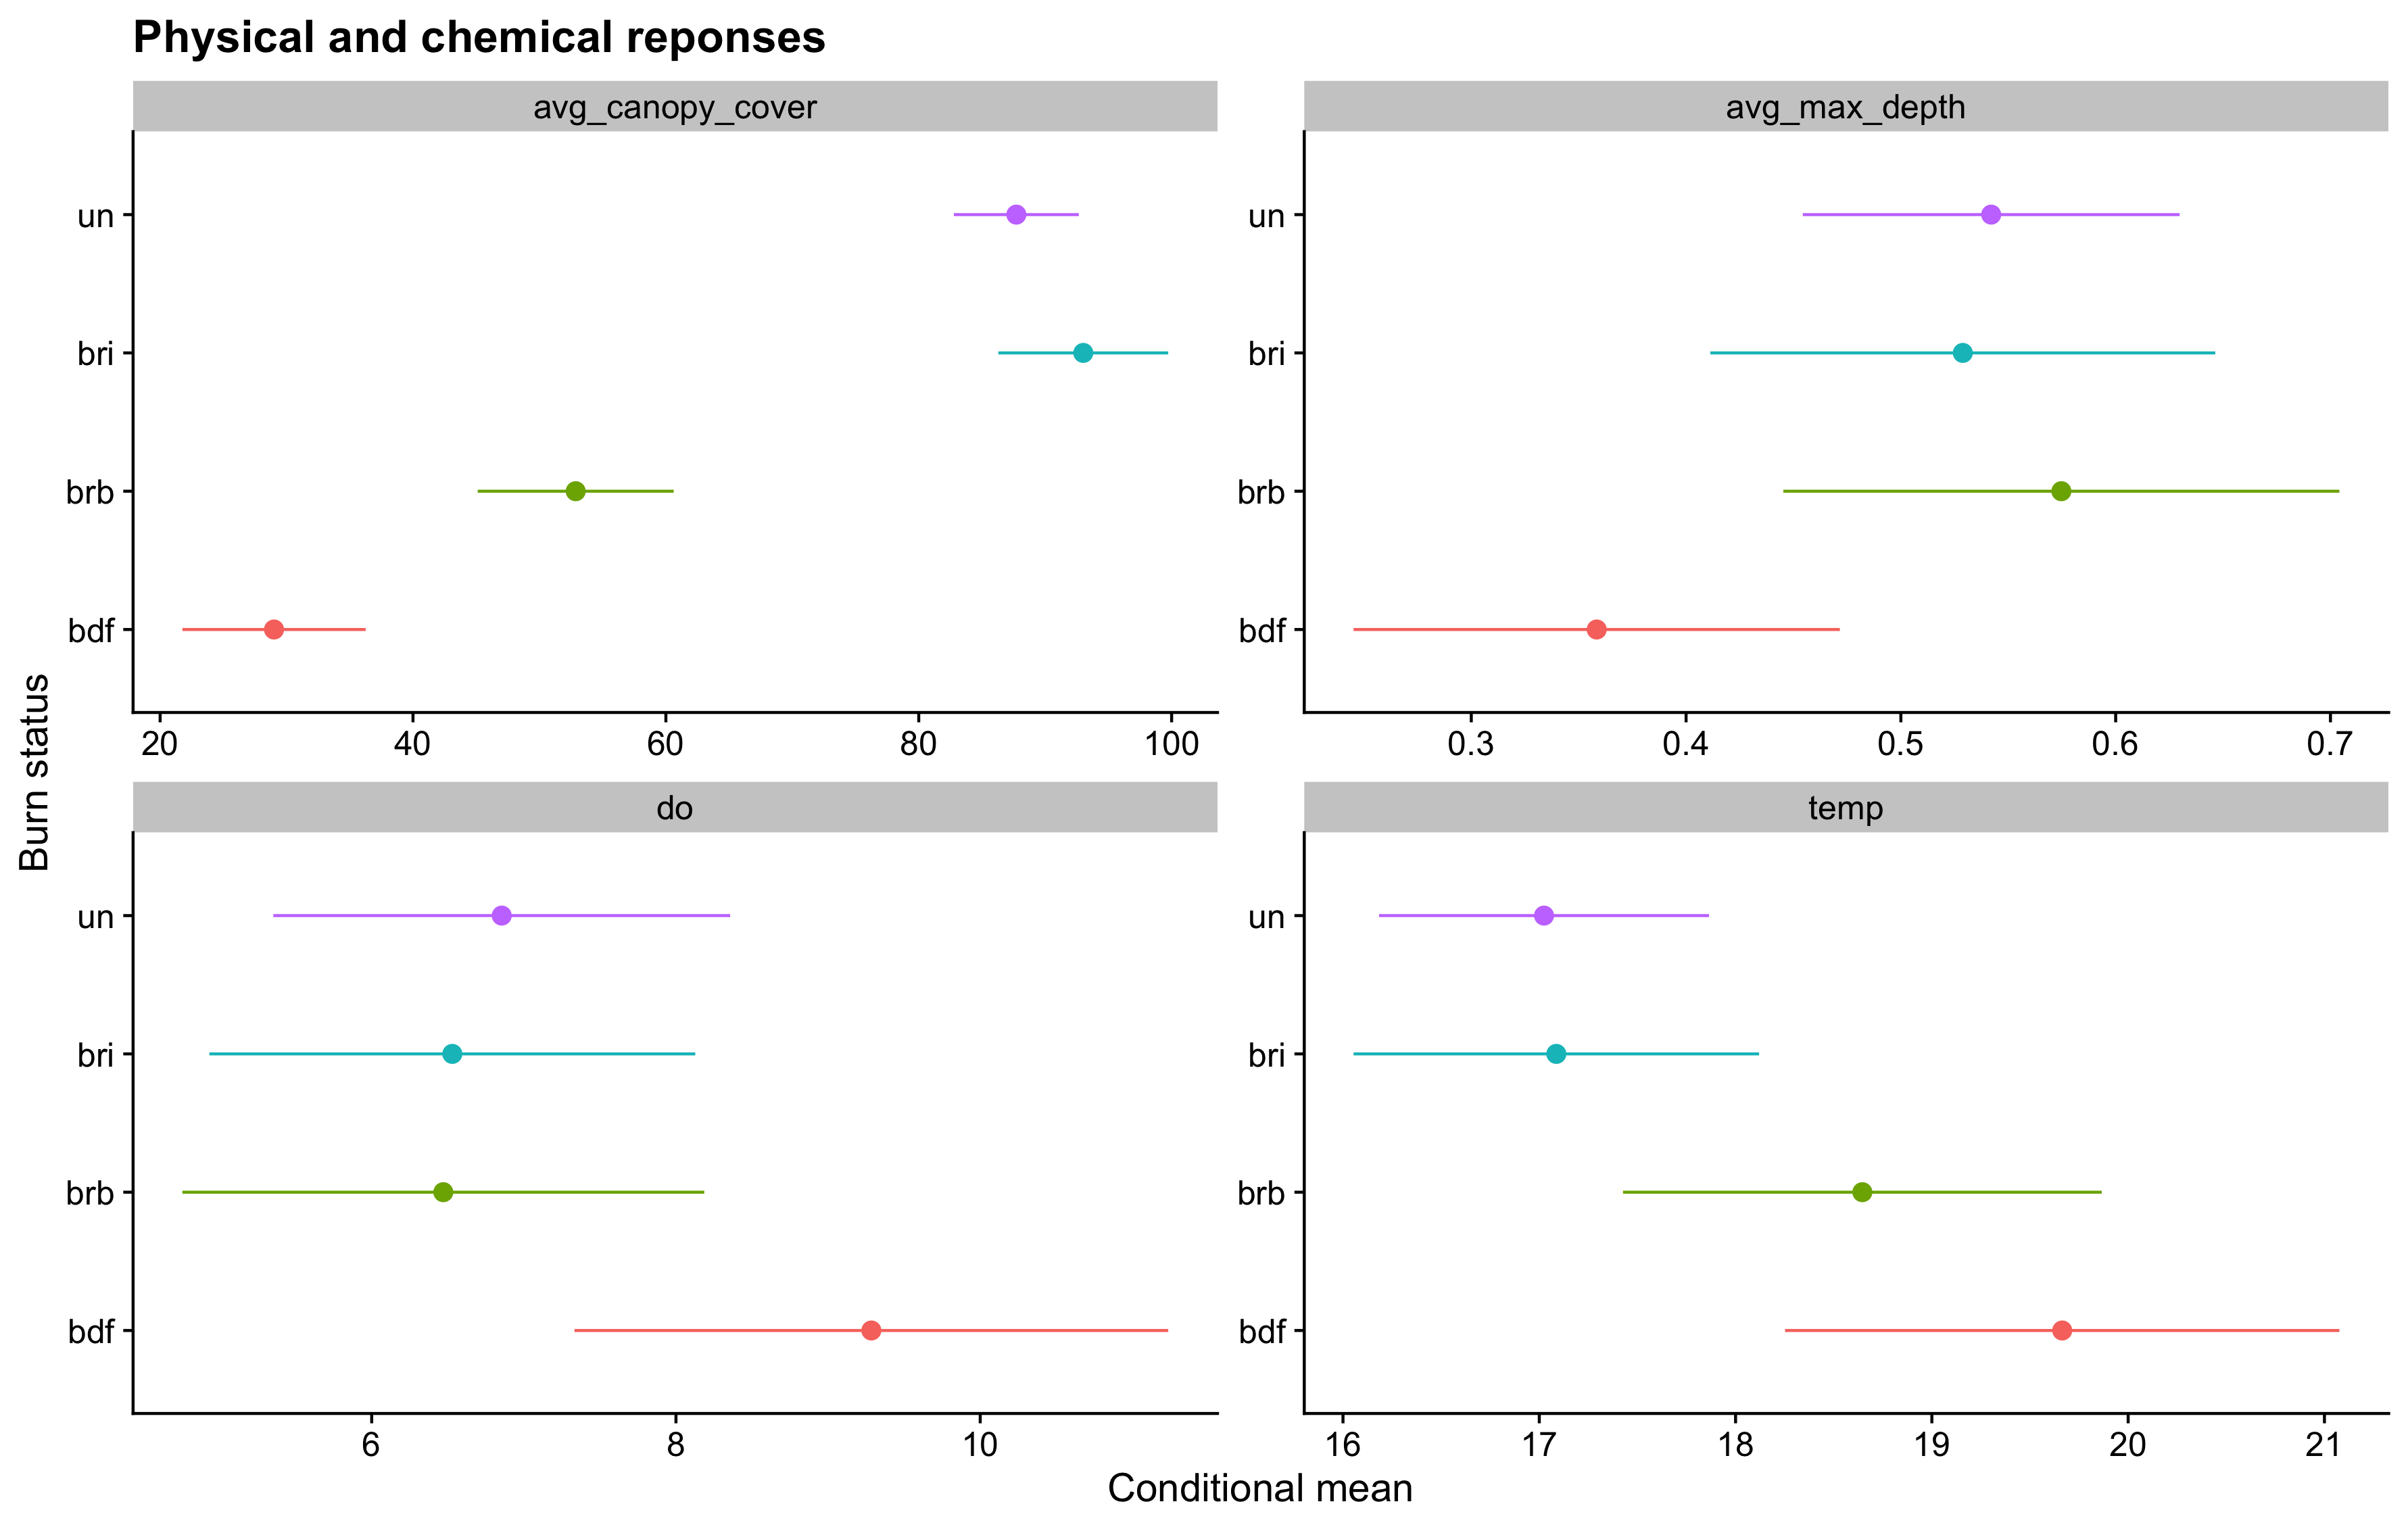 Physical and chemical reponses
avg_canopy_cover
avg_max_depth
un
bri
brb
bdf
20 40 60 80 100
un
bri
brb
bdf
0.3 0.4 0.5 0.6 0.7
Burn status
do
temp
un
bri
brb
bdf
6 8 10
un
bri
brb
bdf
16 17 18 19 20 21
Conditional mean